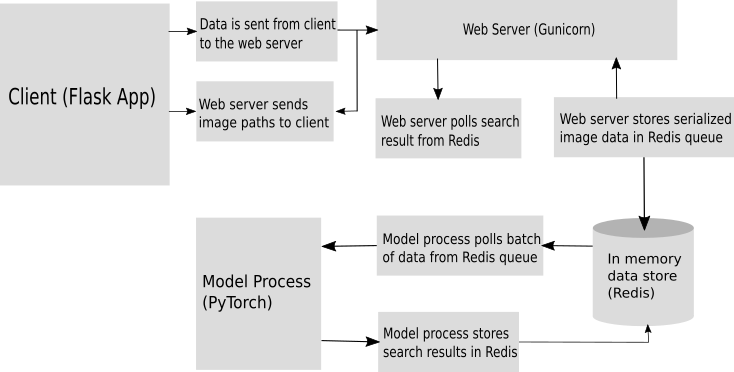 Client (Flask App)
Data is sent from client
to the web server
Web server sends
image paths to client
Web Server (Gunicorn)
Web server polls search
result from Redis
Web server stores serialized
image data in Redis queue
Model Process
(PyTorch)
Model process polls batch
of data from Redis queue
Model process stores
search results in Redis
In memory
data store
(Redis)